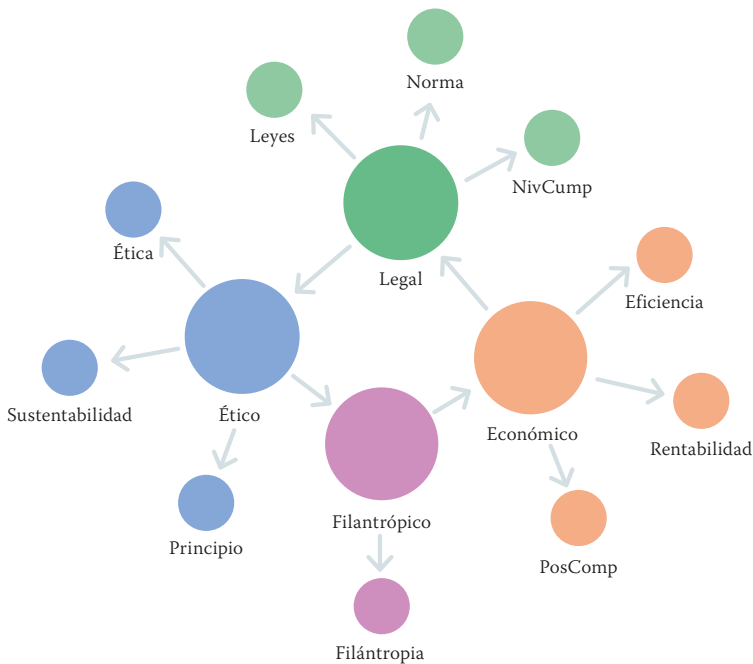 Norma
Leyes
NivCump
Ética
Legal
Eficiencia
Sustentabilidad
Ético
Económico
Rentabilidad
Filantrópico
Principio
PosComp
Filántropia